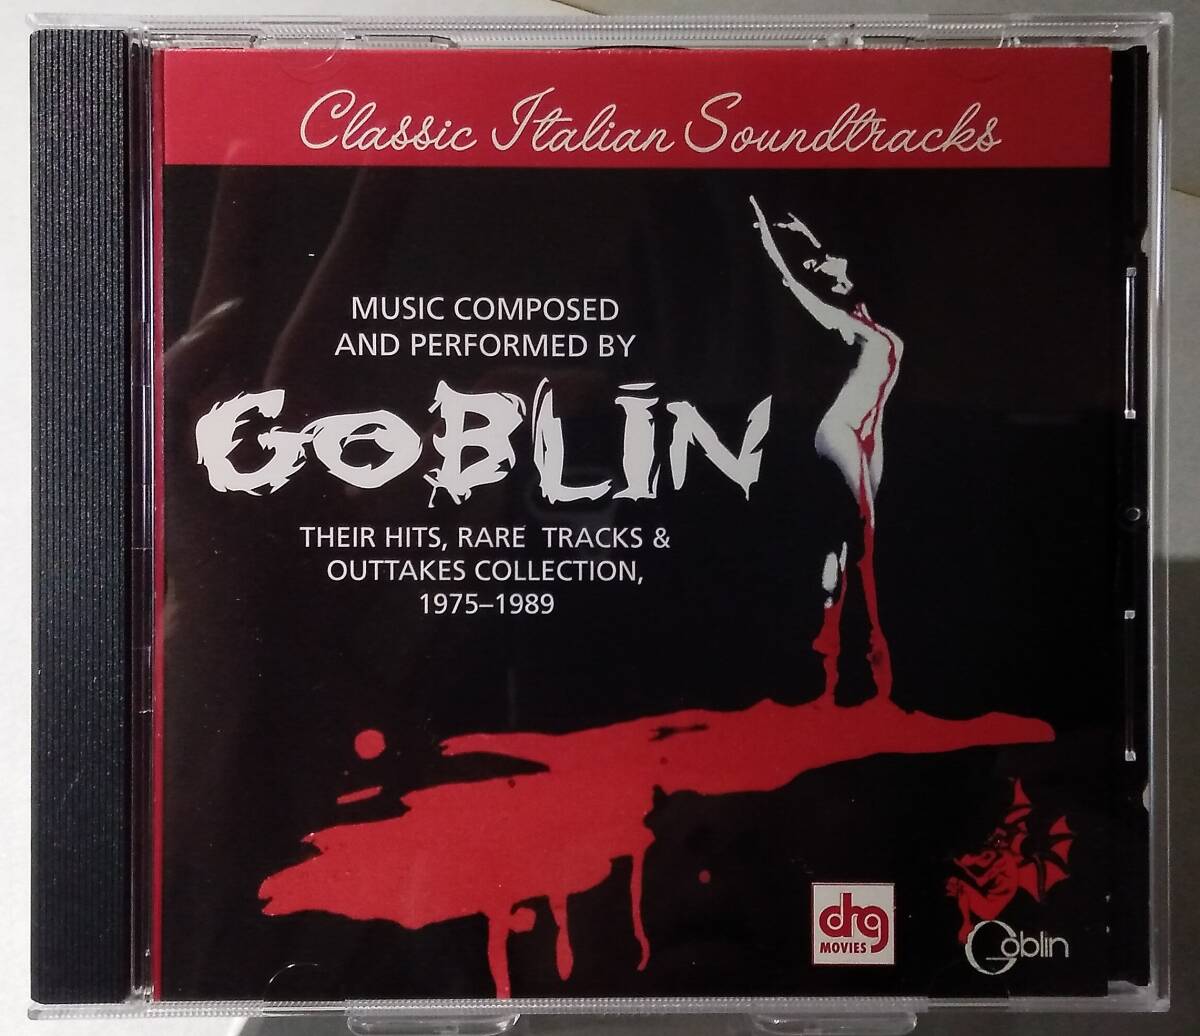 Classic Italian Soundtracks
MUSIC COMPOSED
AND PERFORMED BY
GOBLIN
THEIR HITS, RARE TRACKS &
OUTTAKES COLLECTION,
1975–1989
drg
MOVIES
Goblin